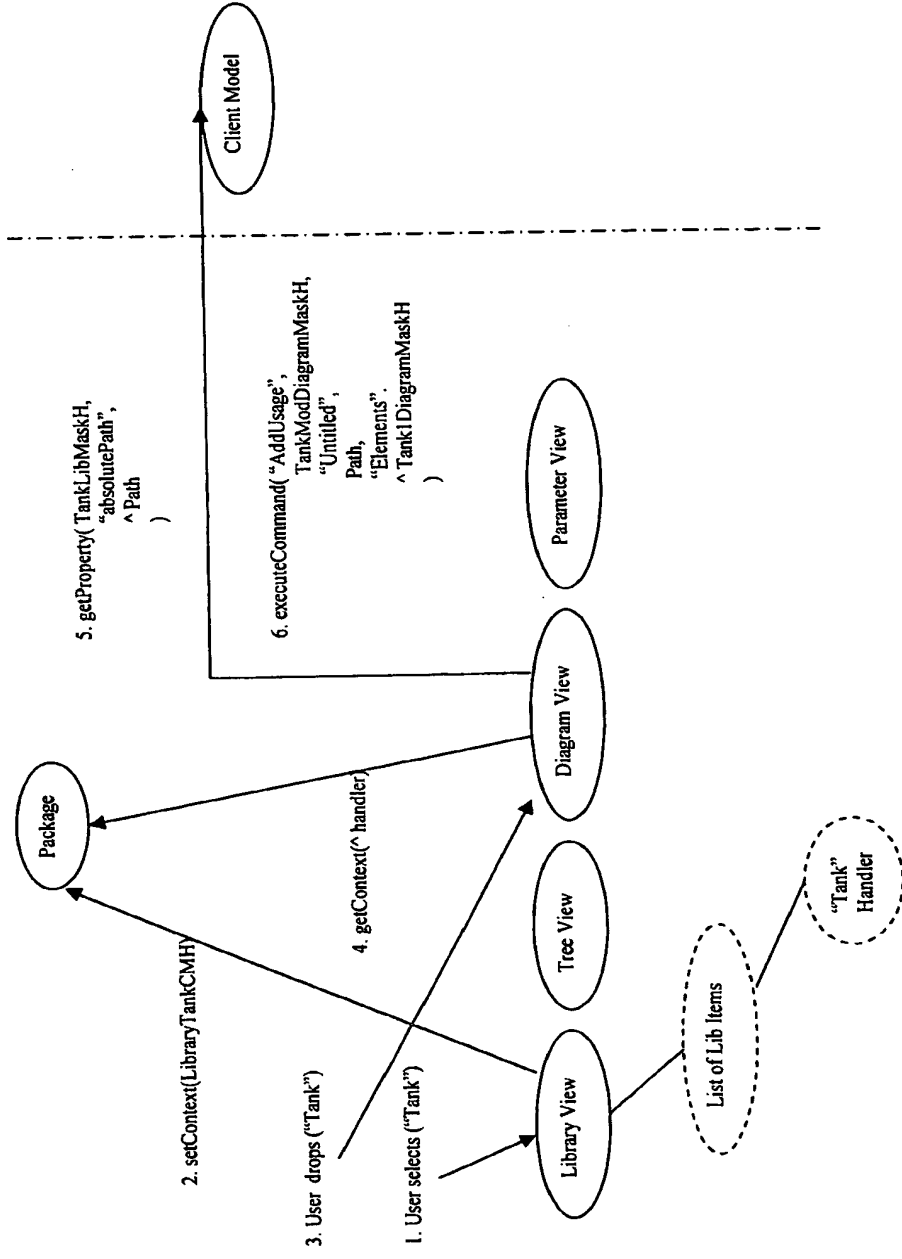 Package
Client Model
5. getProperty( TankLibMaskH,
"absolutePath",
^ Path
)
2. setContext(LibraryTankCMH)
6. executeCommand( "AddUsage",
TankModDiagramMaskH,
"Untitled",
Path,
"Elements".
^ Tank1DiagramMaskH
)
4. getContext(^ handler)
3. User drops ("Tank")
1. User selects ("Tank")
Library View
Tree View
Diagram View
Parameter View
List of Lib Items
"Tank"
Handler